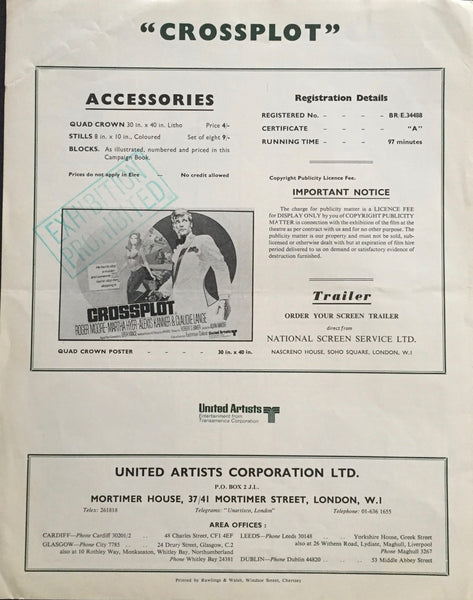 "CROSSPLOT"
ACCESSORIES
QUAD CROWN 30 in. x 40 in. Litho Price 4/-
STILLS 8 in. x 10 in., Coloured Set of eight 9/-
BLOCKS. As illustrated, numbered and priced in this
Campaign Book.
Prices do not apply in Eire — No credit allowed
EXHIBITION
CROSSPLOT
ROGER MOORE · MARTHA HYER · ALEXIS KANNER & CLAUDIE LANGE
United Artists
QUAD CROWN POSTER - - - - 30 in. x 40 in.
Registration Details
REGISTERED No. - - - - BR/E.34488
CERTIFICATE - - - - "A"
RUNNING TIME - - - - 97 minutes
Copyright Publicity Licence Fee.
IMPORTANT NOTICE
The charge for publicity matter is a LICENCE FEE
for DISPLAY ONLY by you of COPYRIGHT PUBLICITY
MATTER in connection with the exhibition of the film at the
theatre as per contract with us and for no other purpose. The
publicity matter is our property and must not be sold, sub-
licensed or otherwise dealt with but at expiration of film hire
period delivered to us on demand or satisfactory evidence of
destruction furnished.
Trailer
ORDER YOUR SCREEN TRAILER
direct from
NATIONAL SCREEN SERVICE LTD.
NASCRENO HOUSE, SOHO SQUARE, LONDON, W.1
United Artists
Entertainment from
Transamerica Corporation
UNITED ARTISTS CORPORATION LTD.
P.O. BOX 2 J.L.
MORTIMER HOUSE, 37/41 MORTIMER STREET, LONDON, W.1
Telex: 261818 Telegrams: "Unartisco, London" Telephone: 01-636 1655
AREA OFFICES :
CARDIFF—Phone Cardiff 30201/2 - - 48 Charles Street, CF1 4EF
GLASGOW—Phone City 7785 - 24 Drury Street, Glasgow, C.2
also at 10 Rothley Way, Monkseaton, Whitley Bay, Northumberland
Phone Whitley Bay 24391
LEEDS—Phone Leeds 30148 - - Yorkshire House, Greek Street
also at 26 Withens Road, Lydiate, Maghull, Liverpool
Phone Maghull 3267
DUBLIN—Phone Dublin 44820 - - - 53 Middle Abbey Street
Printed by Rawlings & Walsh, Windsor Street, Chertsey